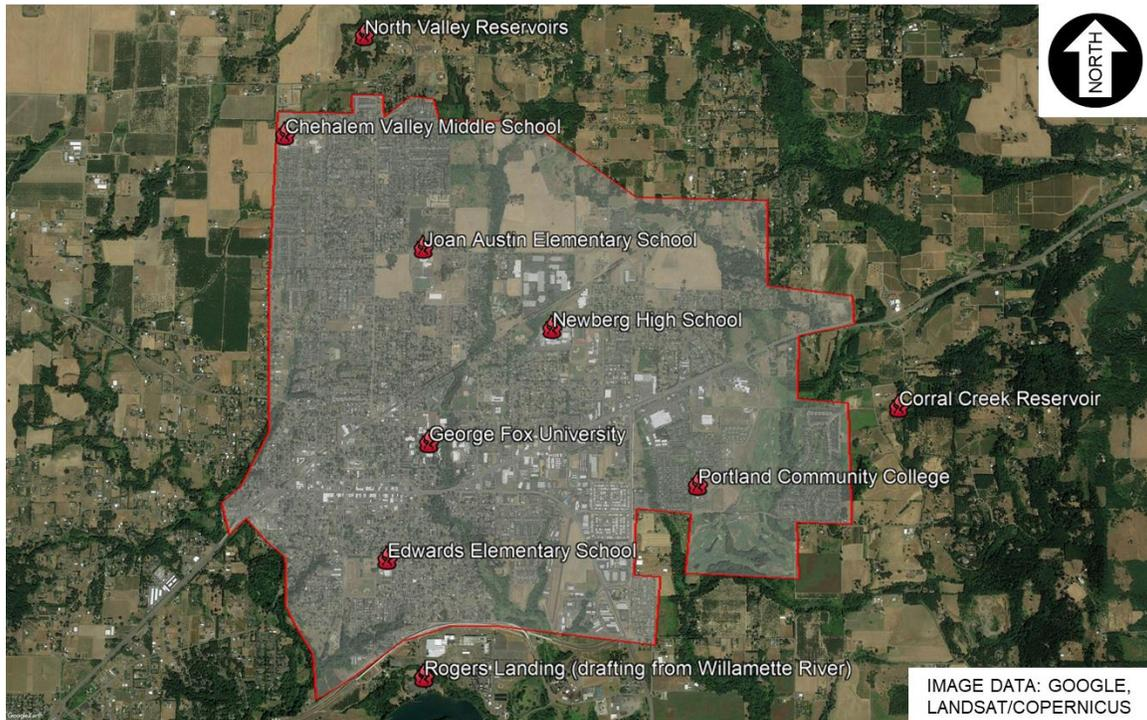 North Valley Reservoirs
NORTH
Chehalem Valley Middle School
Joan Austin Elementary School
Newberg High School
Corral Creek Reservoir
George Fox University
Portland Community College
Edwards Elementary School
Rogers Landing (drafting from Willamette River)
IMAGE DATA: GOOGLE,
LANDSAT/COPERNICUS
Google Earth